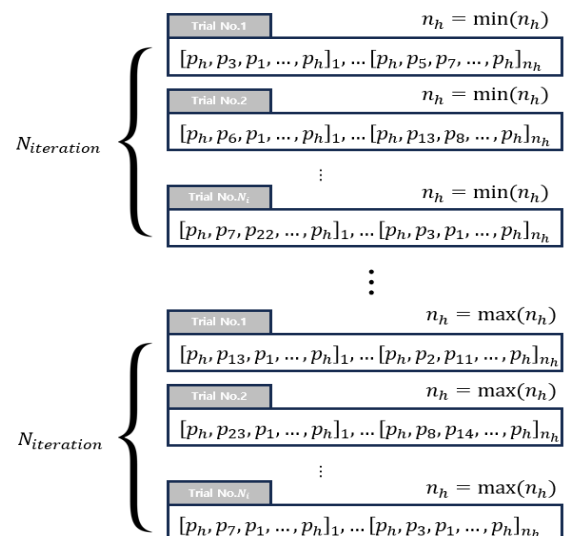 Trial No.1 n_h = min(n_h)
[p_h, p_3, p_1, …, p_h]_1, … [p_h, p_5, p_7, …, p_h]_{n_h}
Trial No.2 n_h = min(n_h)
[p_h, p_6, p_1, …, p_h]_1, … [p_h, p_13, p_8, …, p_h]_{n_h}
N_{iteration}
⋮
Trial No.N_i n_h = min(n_h)
[p_h, p_7, p_22, …, p_h]_1, … [p_h, p_3, p_1, …, p_h]_{n_h}
⋮
Trial No.1 n_h = max(n_h)
[p_h, p_13, p_1, …, p_h]_1, … [p_h, p_2, p_11, …, p_h]_{n_h}
Trial No.2 n_h = max(n_h)
[p_h, p_23, p_1, …, p_h]_1, … [p_h, p_8, p_14, …, p_h]_{n_h}
N_{iteration}
⋮
Trial No.N_i n_h = max(n_h)
[p_h, p_7, p_1, …, p_h]_1, … [p_h, p_3, p_1, …, p_h]_{n_h}